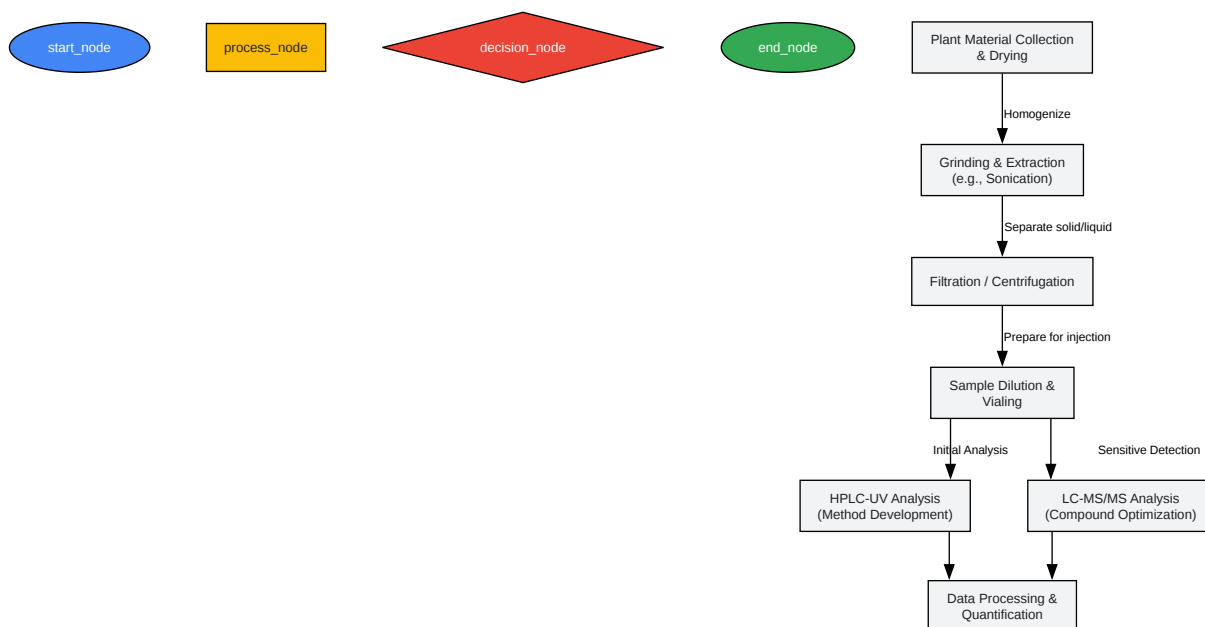 start_node
process_node
decision_node
end_node
Plant Material Collection
& Drying
Homogenize
Grinding & Extraction
(e.g., Sonication)
Separate solid/liquid
Filtration / Centrifugation
Prepare for injection
Sample Dilution &
Vialing
Initial Analysis
Sensitive Detection
HPLC-UV Analysis
(Method Development)
LC-MS/MS Analysis
(Compound Optimization)
Data Processing &
Quantification